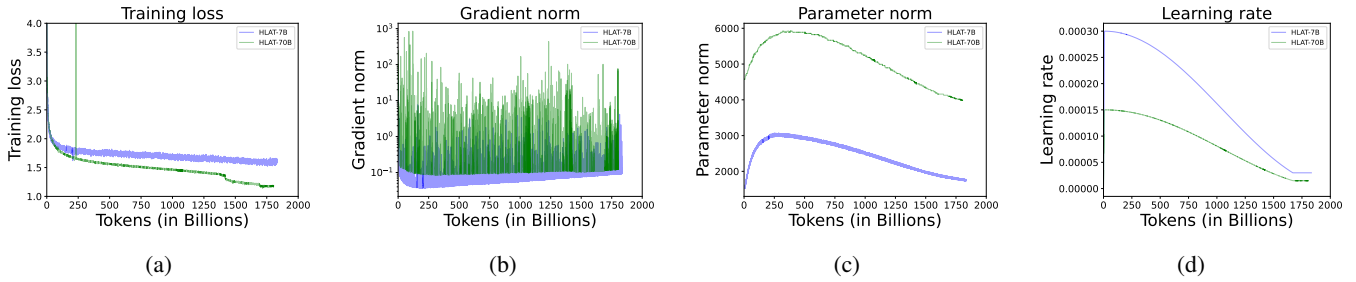 Training loss
Training loss
4.0
3.5
3.0
2.5
2.0
1.5
1.0
HLAT-7B
HLAT-70B
0 250 500 750 1000 1250 1500 1750 2000
Tokens (in Billions)
(a)
Gradient norm
Gradient norm
10³
10²
10¹
10⁰
10⁻¹
HLAT-7B
HLAT-70B
0 250 500 750 1000 1250 1500 1750 2000
Tokens (in Billions)
(b)
Parameter norm
Parameter norm
6000
5000
4000
3000
2000
HLAT-7B
HLAT-70B
0 250 500 750 1000 1250 1500 1750 2000
Tokens (in Billions)
(c)
Learning rate
Learning rate
0.00030
0.00025
0.00020
0.00015
0.00010
0.00005
0.00000
HLAT-7B
HLAT-70B
0 250 500 750 1000 1250 1500 1750 2000
Tokens (in Billions)
(d)